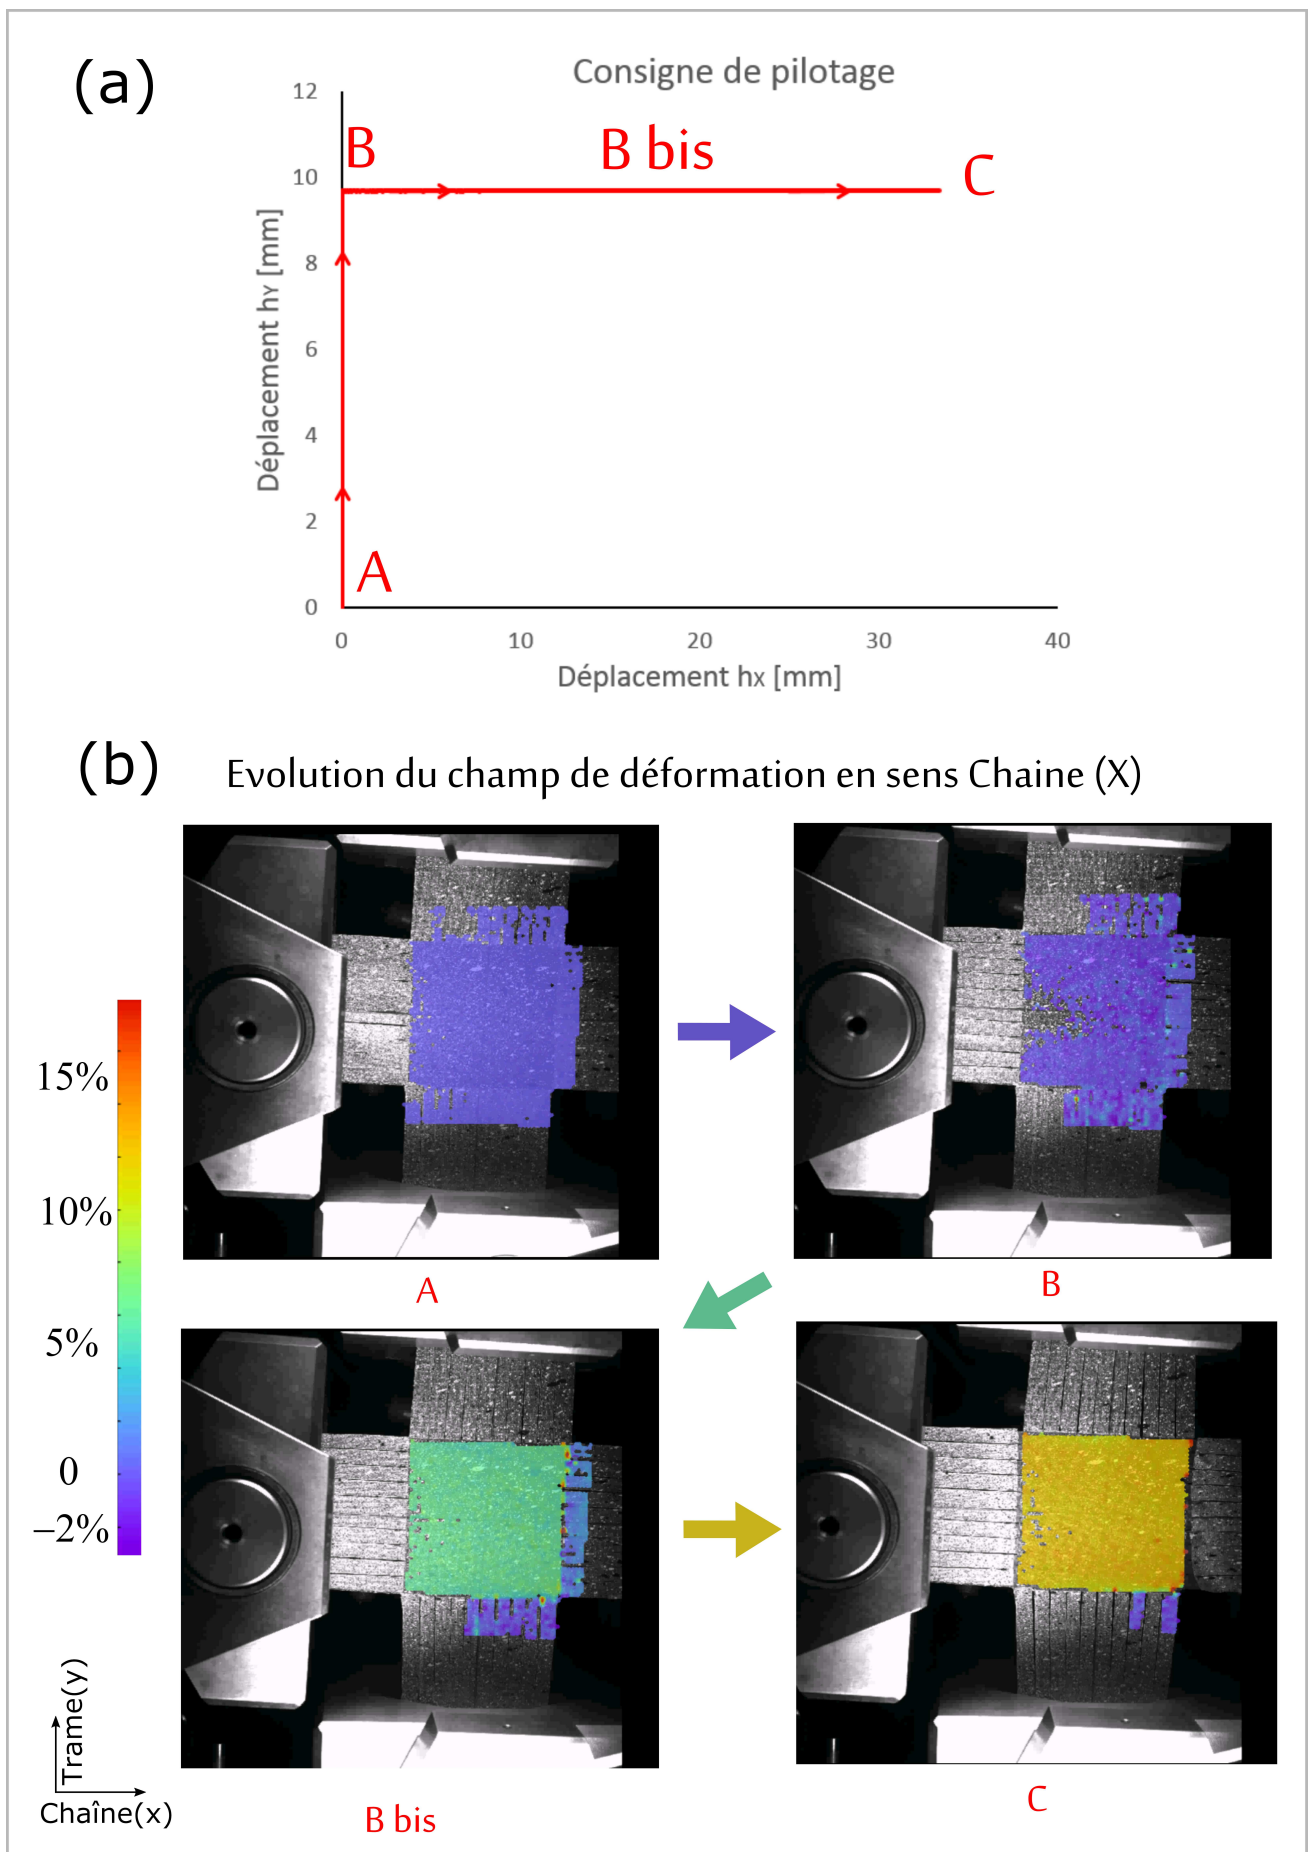 (a)
Consigne de pilotage
12
10
8
6
4
2
0
B
B bis
C
A
Déplacement hY [mm]
0
10
20
30
40
Déplacement hX [mm]
(b)
Evolution du champ de déformation en sens Chaine (X)
15%
10%
5%
0
−2%
A
B
B bis
C
Trame(y)
Chaîne(x)